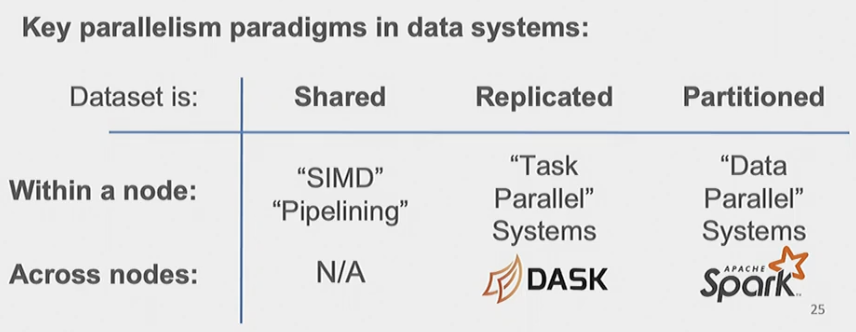 Key parallelism paradigms in data systems:
Dataset is: Shared Replicated Partitioned
Within a node: “SIMD” “Pipelining” “Task Parallel” Systems “Data Parallel” Systems
Across nodes: N/A DASK APACHE Spark
25